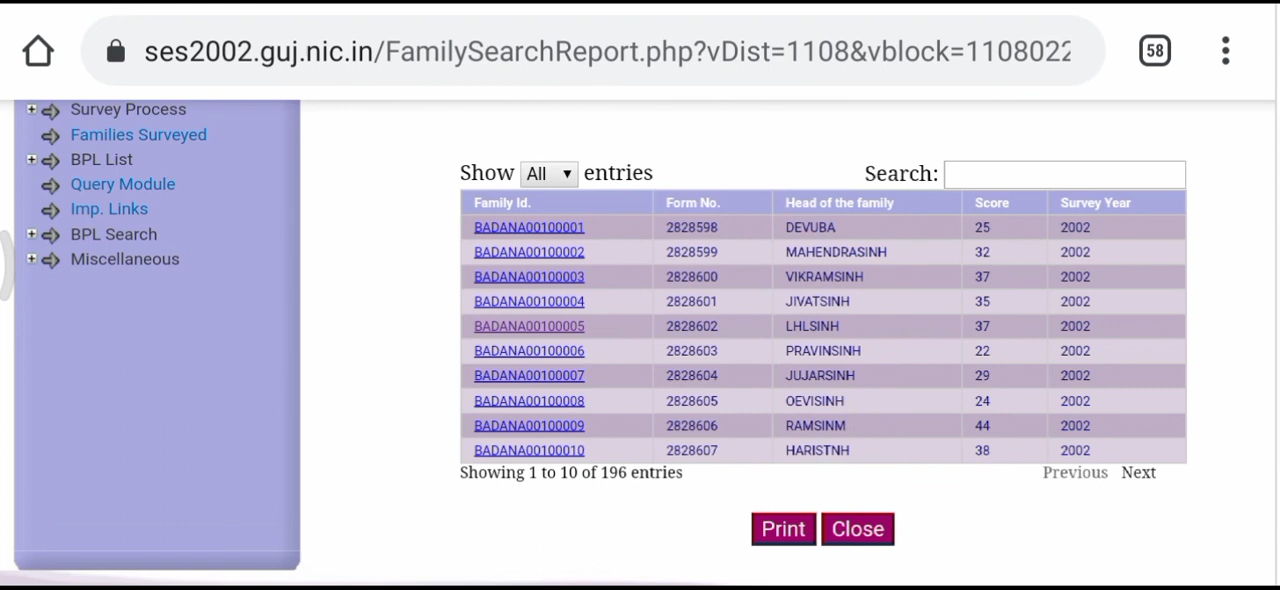 ses2002.guj.nic.in/FamilySearchReport.php?vDist=1108&vblock=1108022
58
Survey Process
Families Surveyed
BPL List
Query Module
Imp. Links
BPL Search
Miscellaneous
Show All entries Search:
Family Id. Form No. Head of the family Score Survey Year
BADANA00100001 2828598 DEVUBA 25 2002
BADANA00100002 2828599 MAHENDRASINH 32 2002
BADANA00100003 2828600 VIKRAMSINH 37 2002
BADANA00100004 2828601 JIVATSINH 35 2002
BADANA00100005 2828602 LHLSINH 37 2002
BADANA00100006 2828603 PRAVINSINH 22 2002
BADANA00100007 2828604 JUJARSINH 29 2002
BADANA00100008 2828605 OEVISINH 24 2002
BADANA00100009 2828606 RAMSINM 44 2002
BADANA00100010 2828607 HARISTNH 38 2002
Showing 1 to 10 of 196 entries Previous Next
Print Close